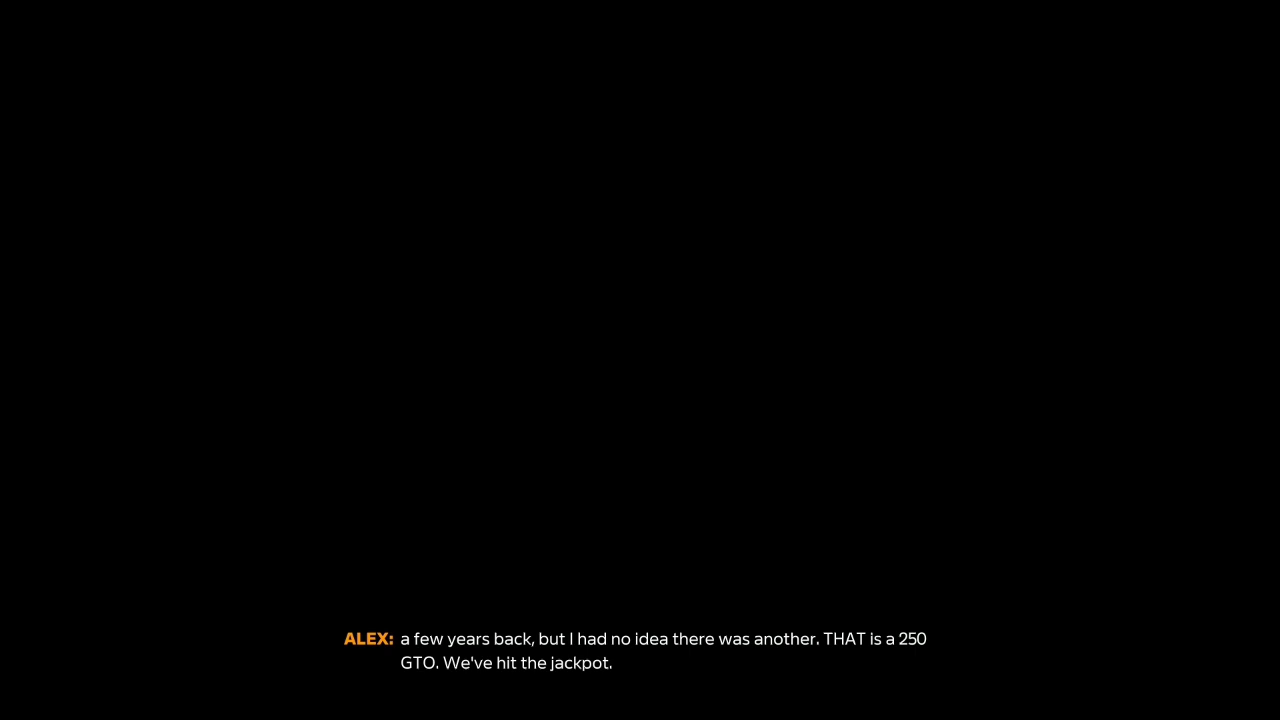 ALEX: a few years back, but I had no idea there was another. THAT is a 250
GTO. We've hit the jackpot.